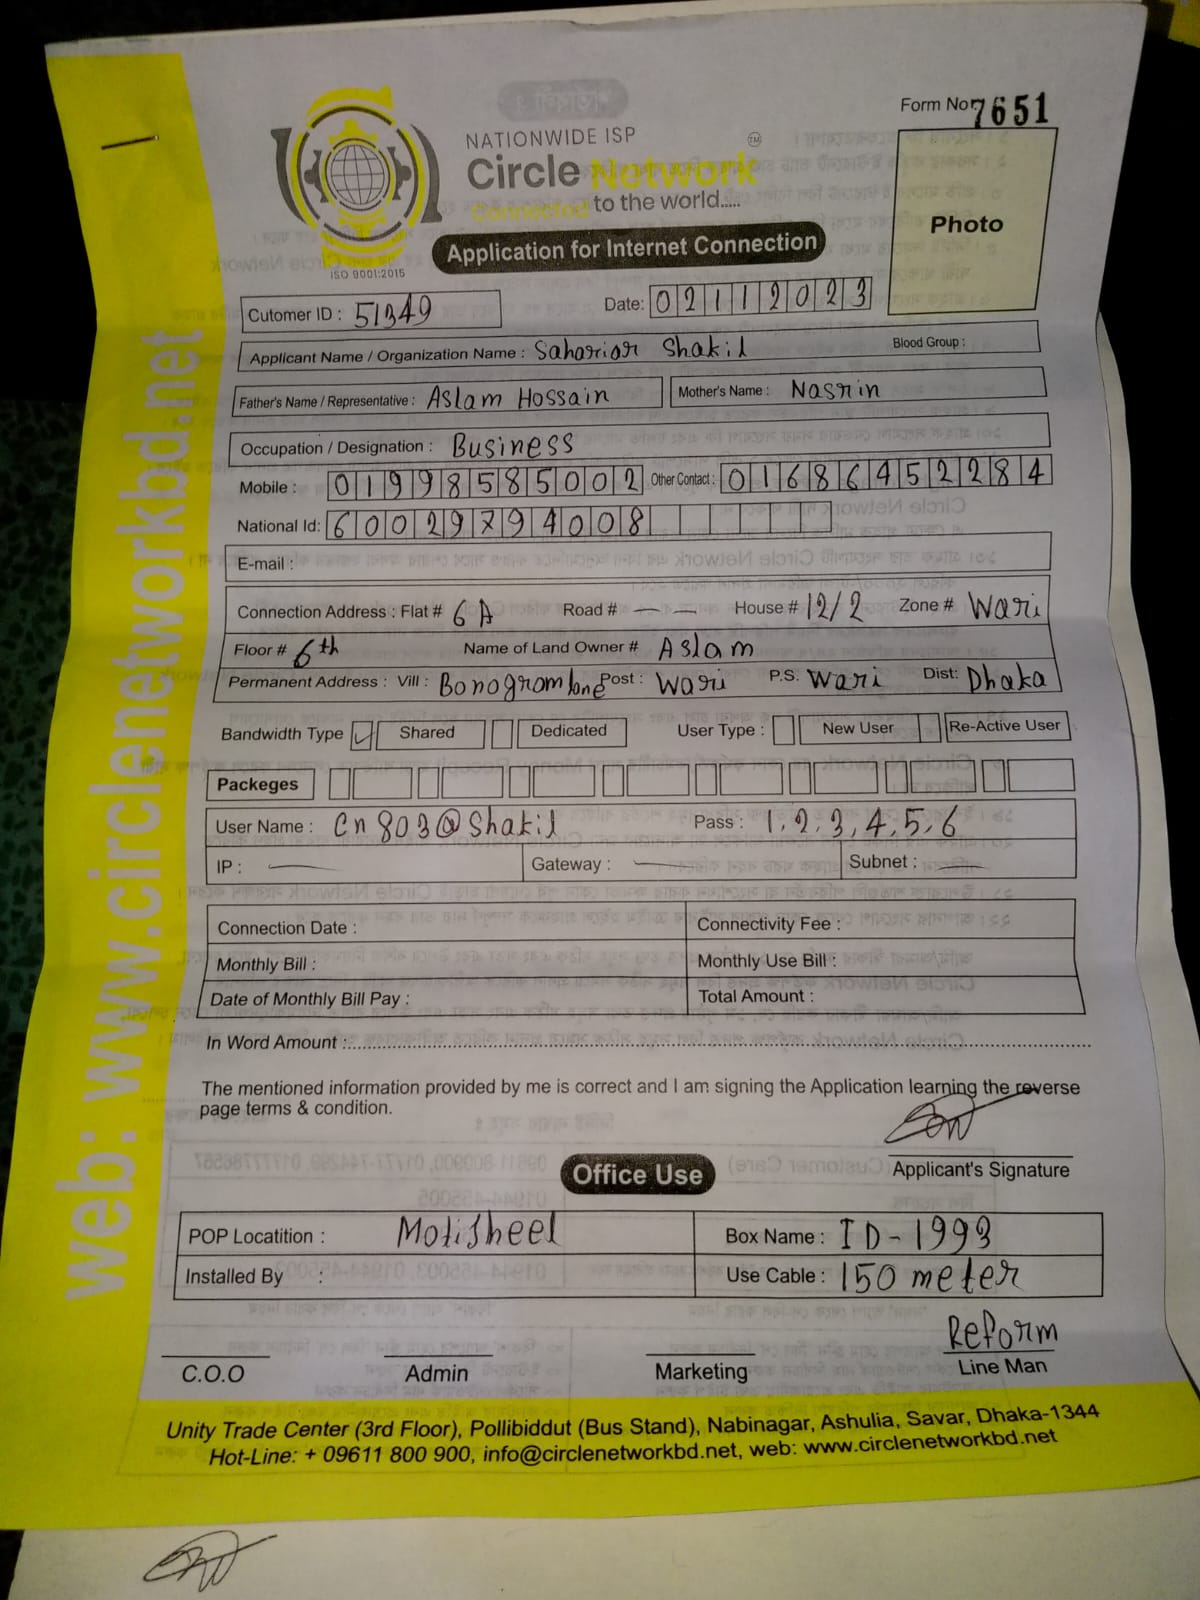 Form No 7651
NATIONWIDE ISP
TM
Circle Network
Connected to the world.....
ISO 9001:2015
Application for Internet Connection
Photo
Cutomer ID : 51349
Date: 02112023
Applicant Name / Organization Name : Saharior Shakil
Blood Group :
Father's Name / Representative : Aslam Hossain
Mother's Name : Nasrin
Occupation / Designation : Business
Mobile : 01998585002 Other Contact : 01686452284
National Id: 6002979408
E-mail :
Connection Address : Flat # 6A Road # — — House # 12/2 Zone # Wari
Floor # 6th Name of Land Owner # Aslam
Permanent Address : Vill : Bonogram lane Post : Wari P.S. Wari Dist: Dhaka
Bandwidth Type ✓ Shared Dedicated User Type : New User Re-Active User
Packeges
User Name : Cn803@Shakil Pass : 1,2,3,4,5,6
IP : — Gateway : — Subnet : —
Connection Date : Connectivity Fee :
Monthly Bill : Monthly Use Bill :
Date of Monthly Bill Pay : Total Amount :
In Word Amount :
The mentioned information provided by me is correct and I am signing the Application learning the reverse
page terms & condition.
Applicant's Signature
Office Use
POP Locatition : Motisheel Box Name : ID-1993
Installed By : Use Cable : 150 meter
Reform
C.O.O Admin Marketing Line Man
Unity Trade Center (3rd Floor), Pollibiddut (Bus Stand), Nabinagar, Ashulia, Savar, Dhaka-1344
Hot-Line: + 09611 800 900, info@circlenetworkbd.net, web: www.circlenetworkbd.net
web: www.circlenetworkbd.net